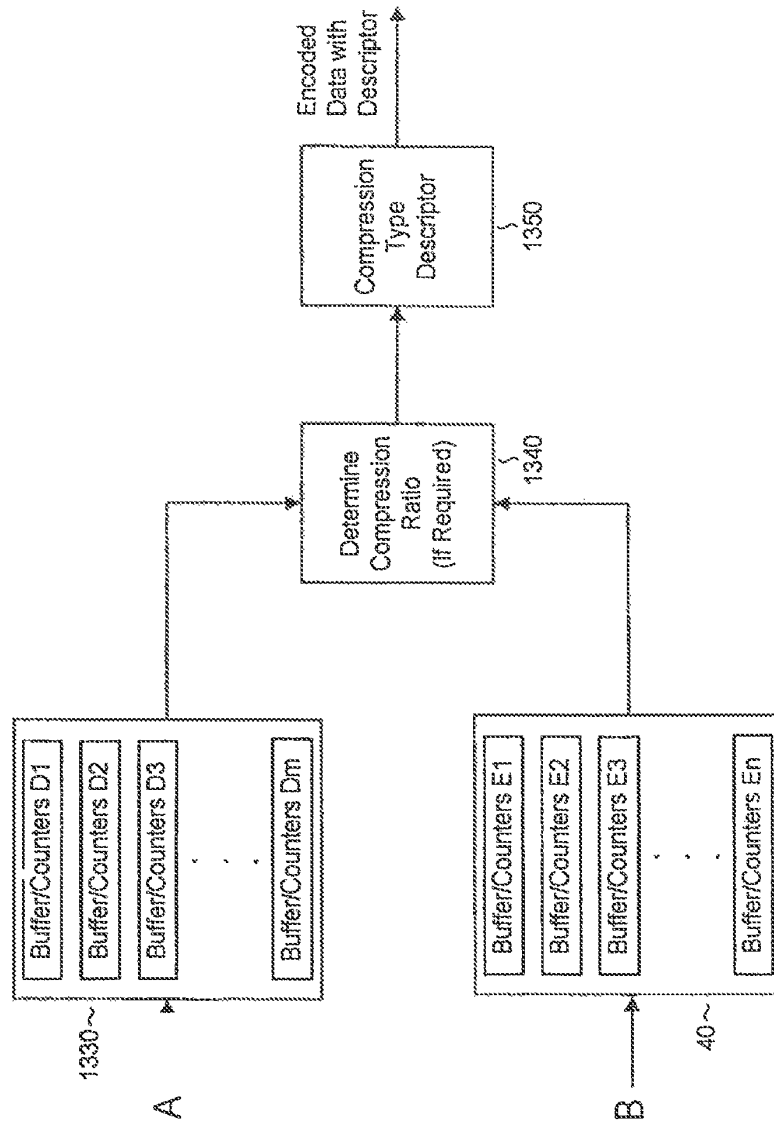 A
1330
Buffer/Counters D1
Buffer/Counters D2
Buffer/Counters D3
. . .
Buffer/Counters Dm
B
40
Buffer/Counters E1
Buffer/Counters E2
Buffer/Counters E3
. . .
Buffer/Counters En
Determine
Compression
Ratio
(If Required)
1340
Compression
Type
Descriptor
1350
Encoded
Data with
Descriptor